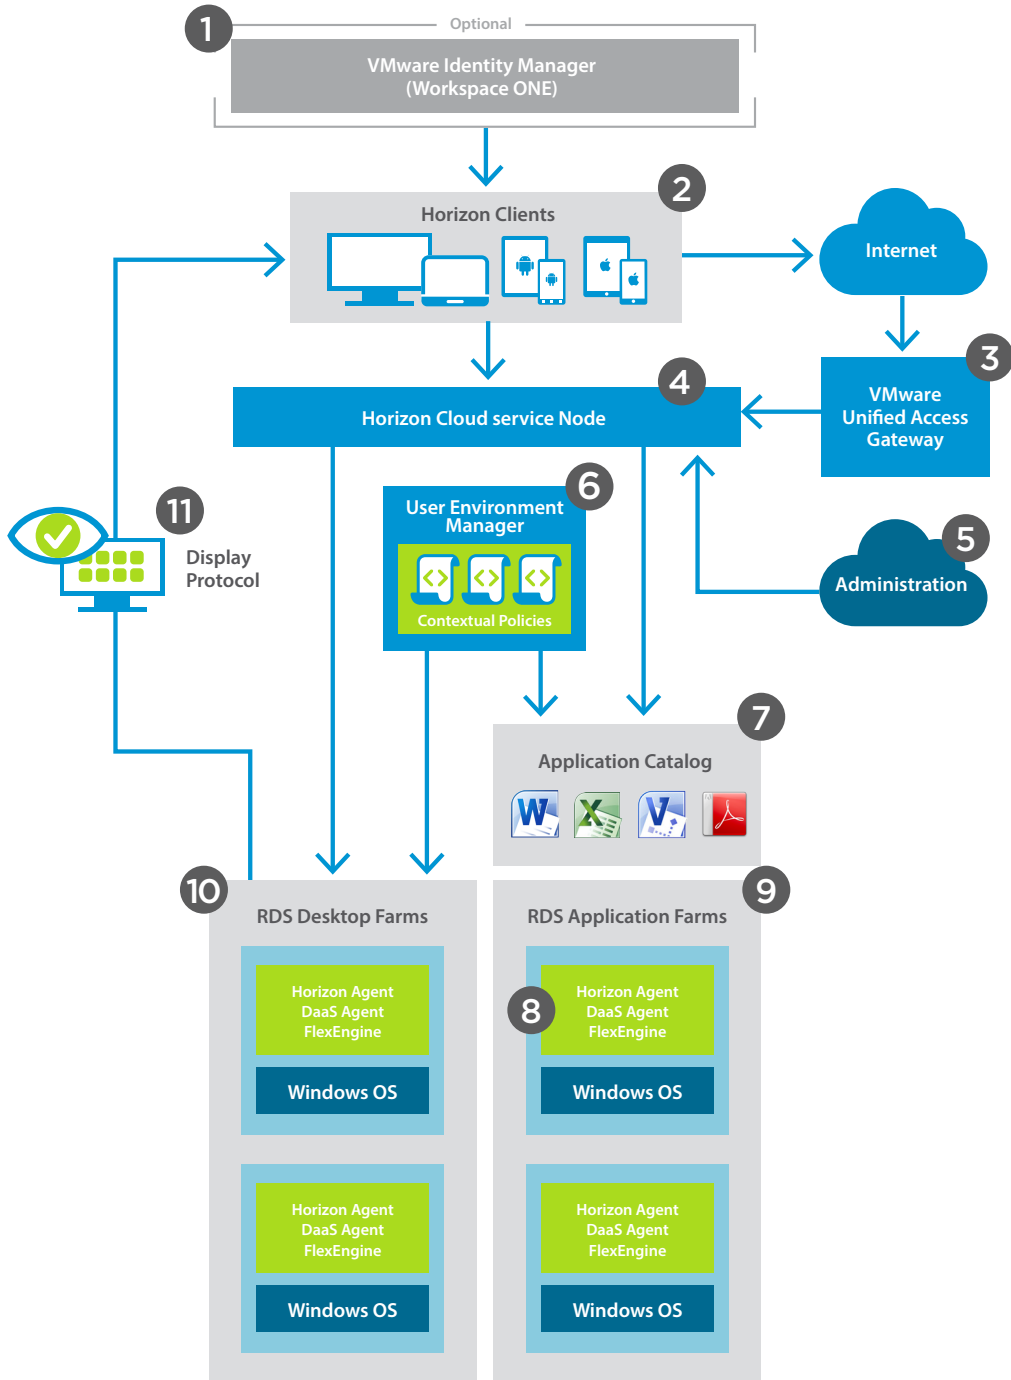 1
Optional
VMware Identity Manager
(Workspace ONE)
2
Horizon Clients
Internet
3
VMware
Unified Access
Gateway
4
Horizon Cloud service Node
5
Administration
6
User Environment
Manager
Contextual Policies
11
Display
Protocol
7
Application Catalog
W
X
V
10
RDS Desktop Farms
Horizon Agent
DaaS Agent
FlexEngine
Windows OS
Horizon Agent
DaaS Agent
FlexEngine
Windows OS
9
RDS Application Farms
8
Horizon Agent
DaaS Agent
FlexEngine
Windows OS
Horizon Agent
DaaS Agent
FlexEngine
Windows OS